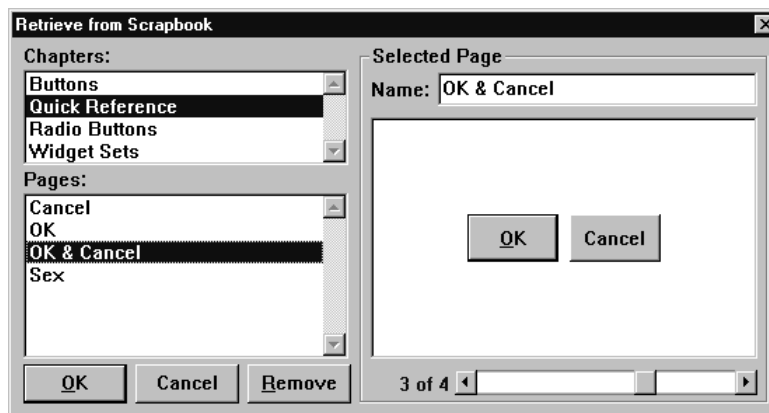 Retrieve from Scrapbook
Chapters:
Buttons
Quick Reference
Radio Buttons
Widget Sets
Pages:
Cancel
OK
OK & Cancel
Sex
OK Cancel Remove
Selected Page
Name: OK & Cancel
OK Cancel
3 of 4